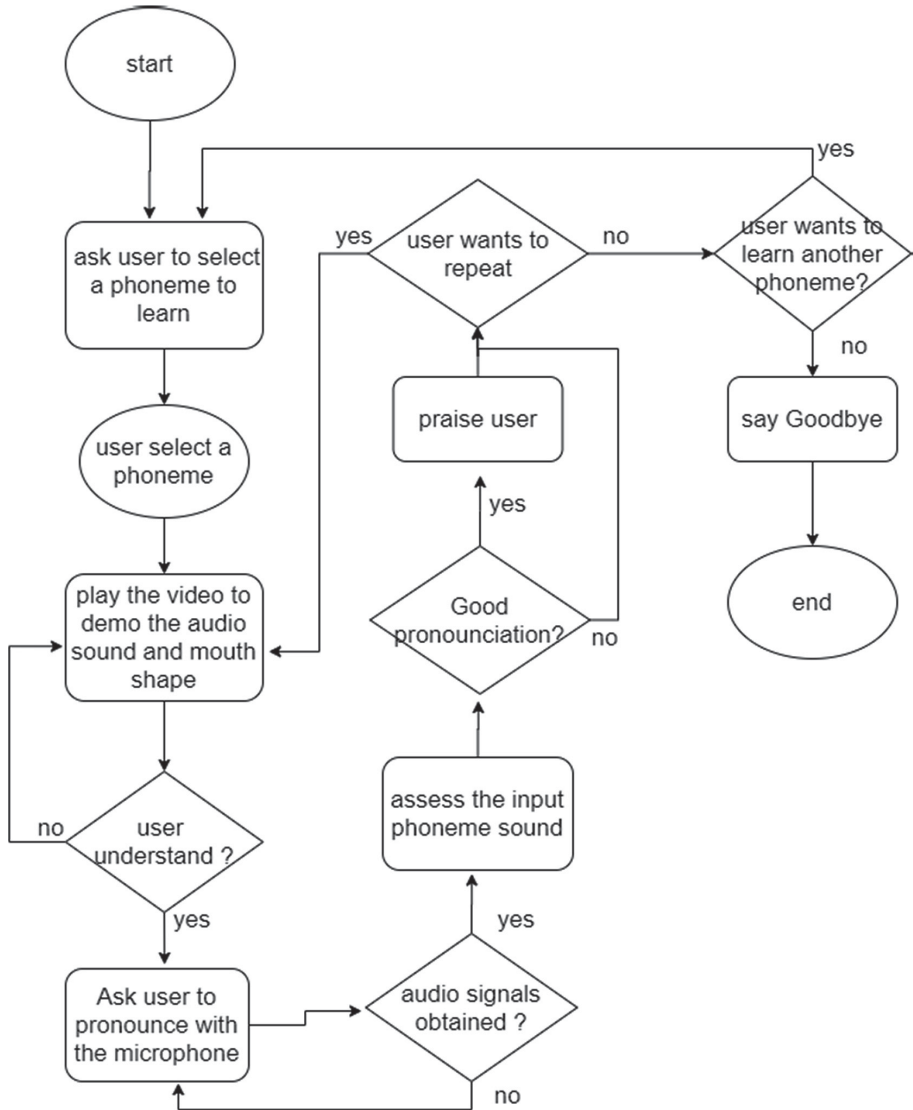 start
yes
ask user to select
a phoneme to
learn
yes
user wants to
repeat
no
user wants to
learn another
phoneme?
no
user select a
phoneme
praise user
say Goodbye
yes
play the video to
demo the audio
sound and mouth
shape
Good
pronounciation?
no
end
no
user
understand ?
yes
assess the input
phoneme sound
yes
Ask user to
pronounce with
the microphone
audio signals
obtained ?
no